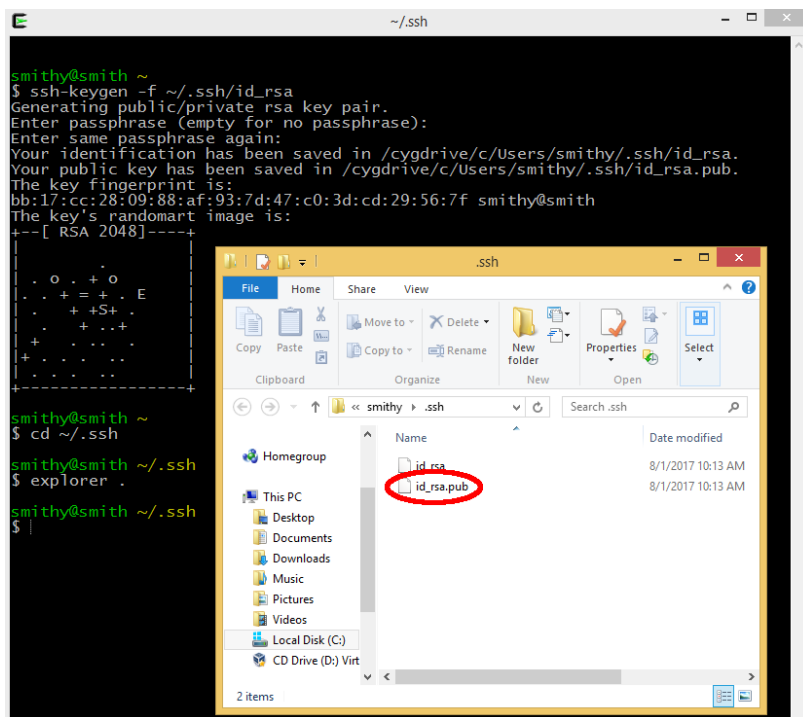 ~/.ssh
smithy@smith ~
$ ssh-keygen -f ~/.ssh/id_rsa
Generating public/private rsa key pair.
Enter passphrase (empty for no passphrase):
Enter same passphrase again:
Your identification has been saved in /cygdrive/c/Users/smithy/.ssh/id_rsa.
Your public key has been saved in /cygdrive/c/Users/smithy/.ssh/id_rsa.pub.
The key fingerprint is:
bb:17:cc:28:09:88:af:93:7d:47:c0:3d:cd:29:56:7f smithy@smith
The key's randomart image is:
+--[ RSA 2048]----+
|                 |
|        .        |
| . o . + o       |
|. . + = + . E    |
| .   + +S+ .     |
|  .   + ..+      |
| +   . .. .      |
|+ . . . ..       |
| . . .  ..       |
+-----------------+
smithy@smith ~
$ cd ~/.ssh
smithy@smith ~/.ssh
$ explorer .
smithy@smith ~/.ssh
$
.ssh
File Home Share View
Copy Paste
Move to
Copy to
Delete
Rename
New folder
Properties
Select
Clipboard Organize New Open
« smithy .ssh
Search .ssh
Name Date modified
Homegroup
This PC
Desktop
Documents
Downloads
Music
Pictures
Videos
Local Disk (C:)
CD Drive (D:) Virt
id_rsa 8/1/2017 10:13 AM
id_rsa.pub 8/1/2017 10:13 AM
2 items